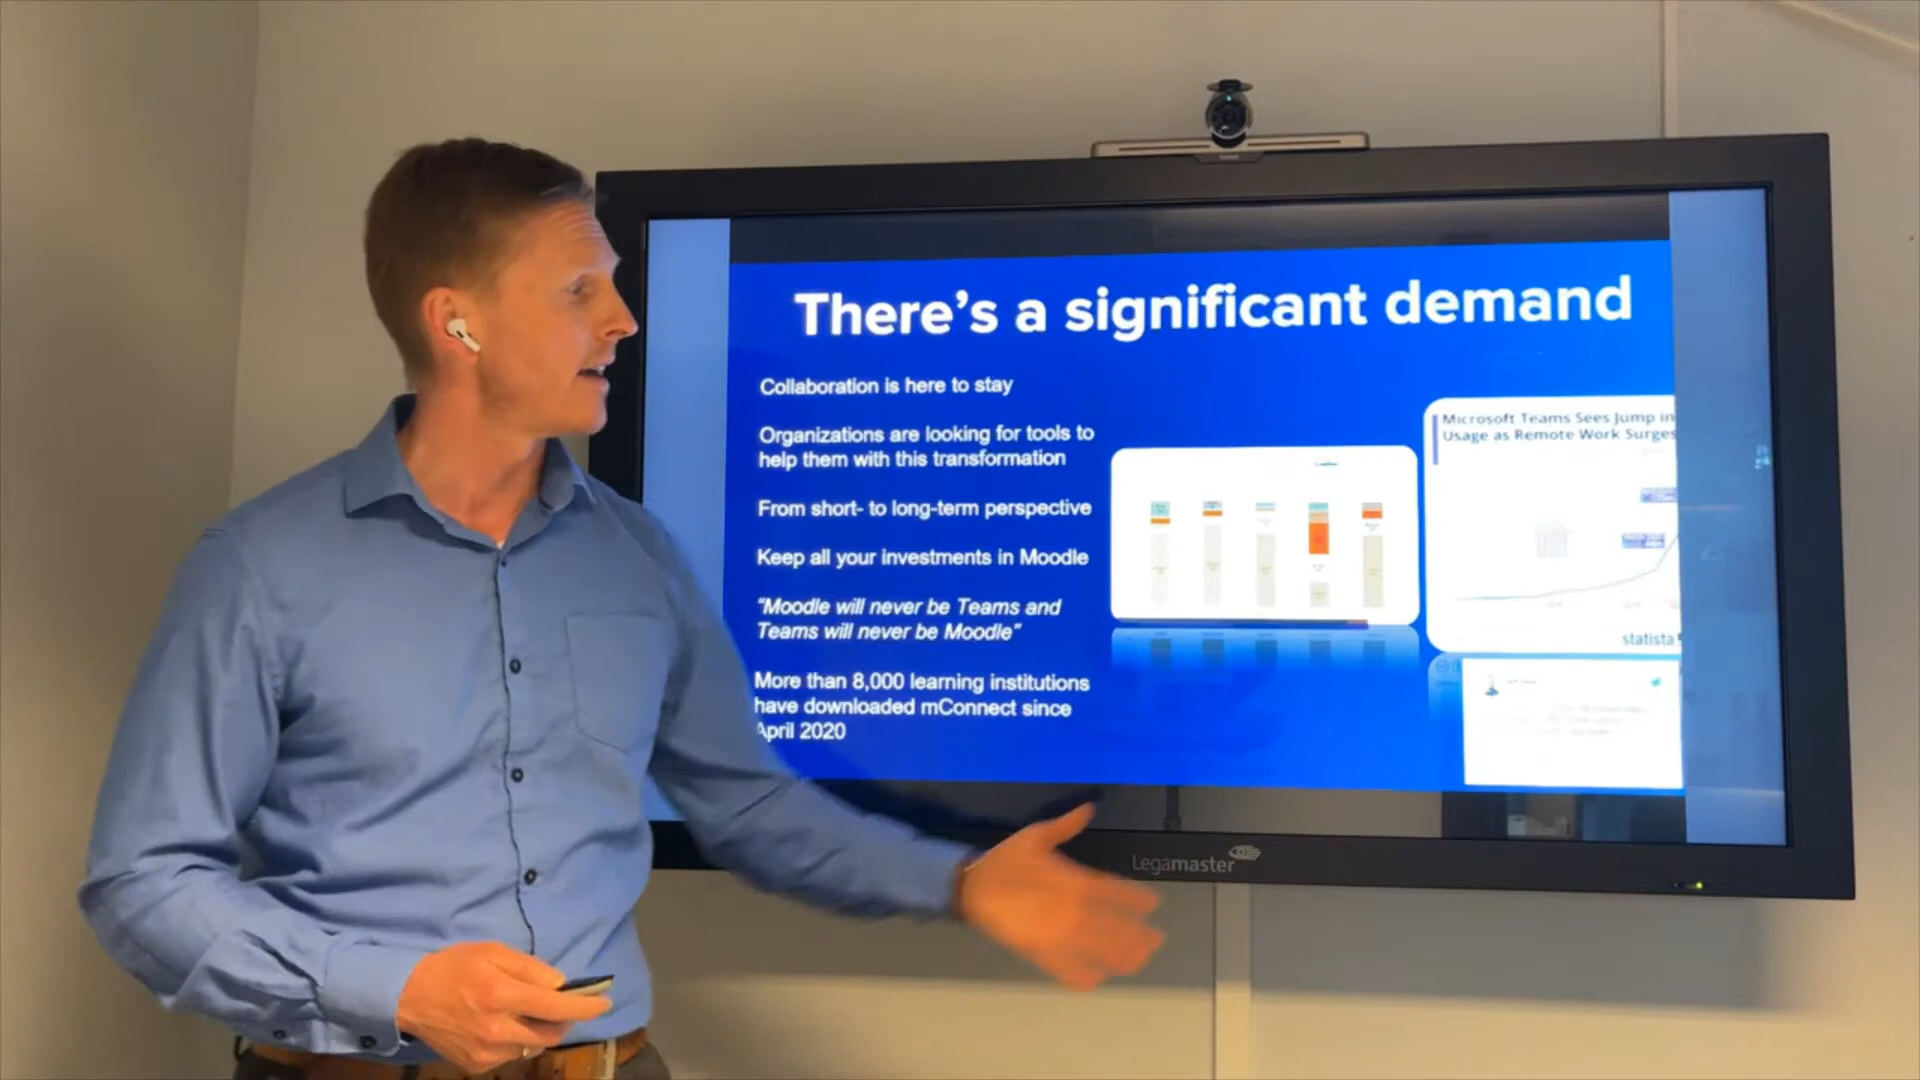 There's a significant demand
Collaboration is here to stay
Organizations are looking for tools to
help them with this transformation
From short- to long-term perspective
Keep all your investments in Moodle
"Moodle will never be Teams and
Teams will never be Moodle"
More than 8,000 learning institutions
have downloaded mConnect since
April 2020
Microsoft Teams Sees Jump in
Usage as Remote Work Surges
statista
Legamaster